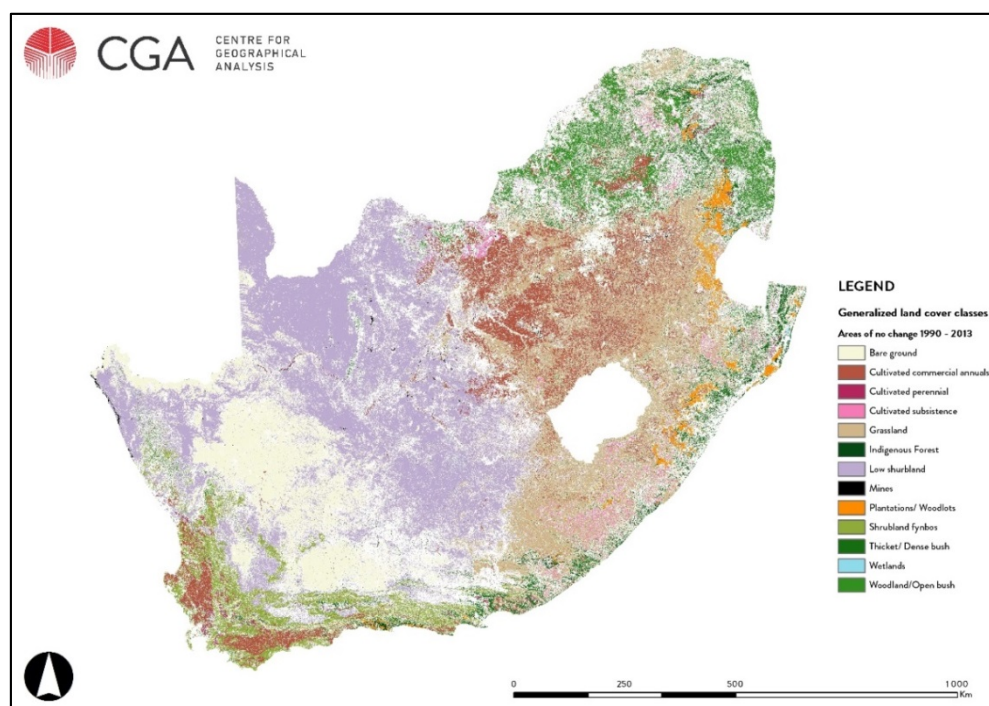 CGA
CENTRE FOR
GEOGRAPHICAL
ANALYSIS
LEGEND
Generalized land cover classes
Areas of no change 1990 - 2013
Bare ground
Cultivated commercial annuals
Cultivated perennial
Cultivated subsistence
Grassland
Indigenous Forest
Low shurbland
Mines
Plantations/ Woodlots
Shrubland fynbos
Thicket/ Dense bush
Wetlands
Woodland/Open bush
0 250 500 1 000
Km